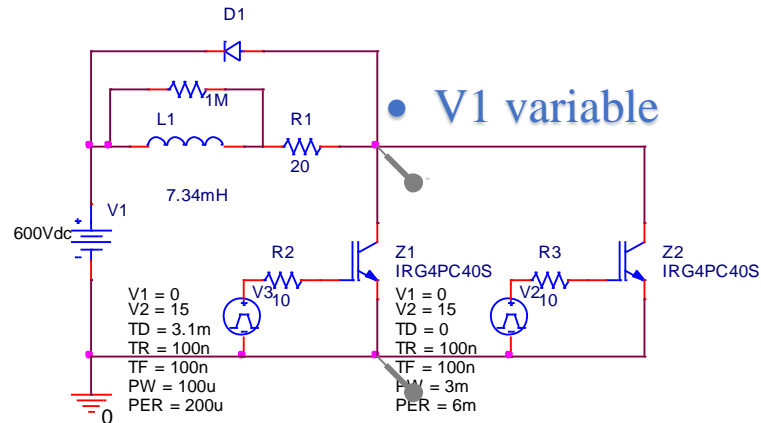 D1
1M
• V1 variable
L1
R1
20
7.34mH
V1
600Vdc
R2
10
Z1
IRG4PC40S
R3
10
Z2
IRG4PC40S
V3
V1 = 0
V2 = 15
TD = 3.1m
TR = 100n
TF = 100n
PW = 100u
PER = 200u
V2
V1 = 0
V2 = 15
TD = 0
TR = 100n
TF = 100n
PW = 3m
PER = 6m
0